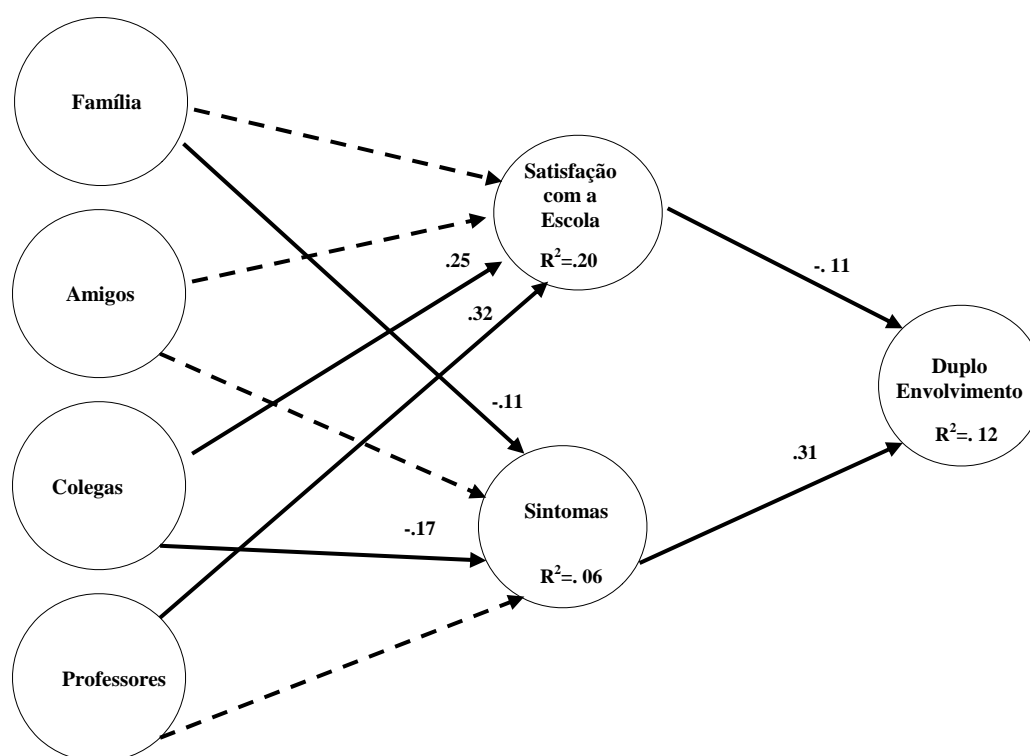 Família
Satisfação
com a
Escola
R²=.20
.25
-. 11
Amigos
.32
Duplo
Envolvimento
R²=. 12
-.11
.31
Colegas
Sintomas
-.17
R²=. 06
Professores